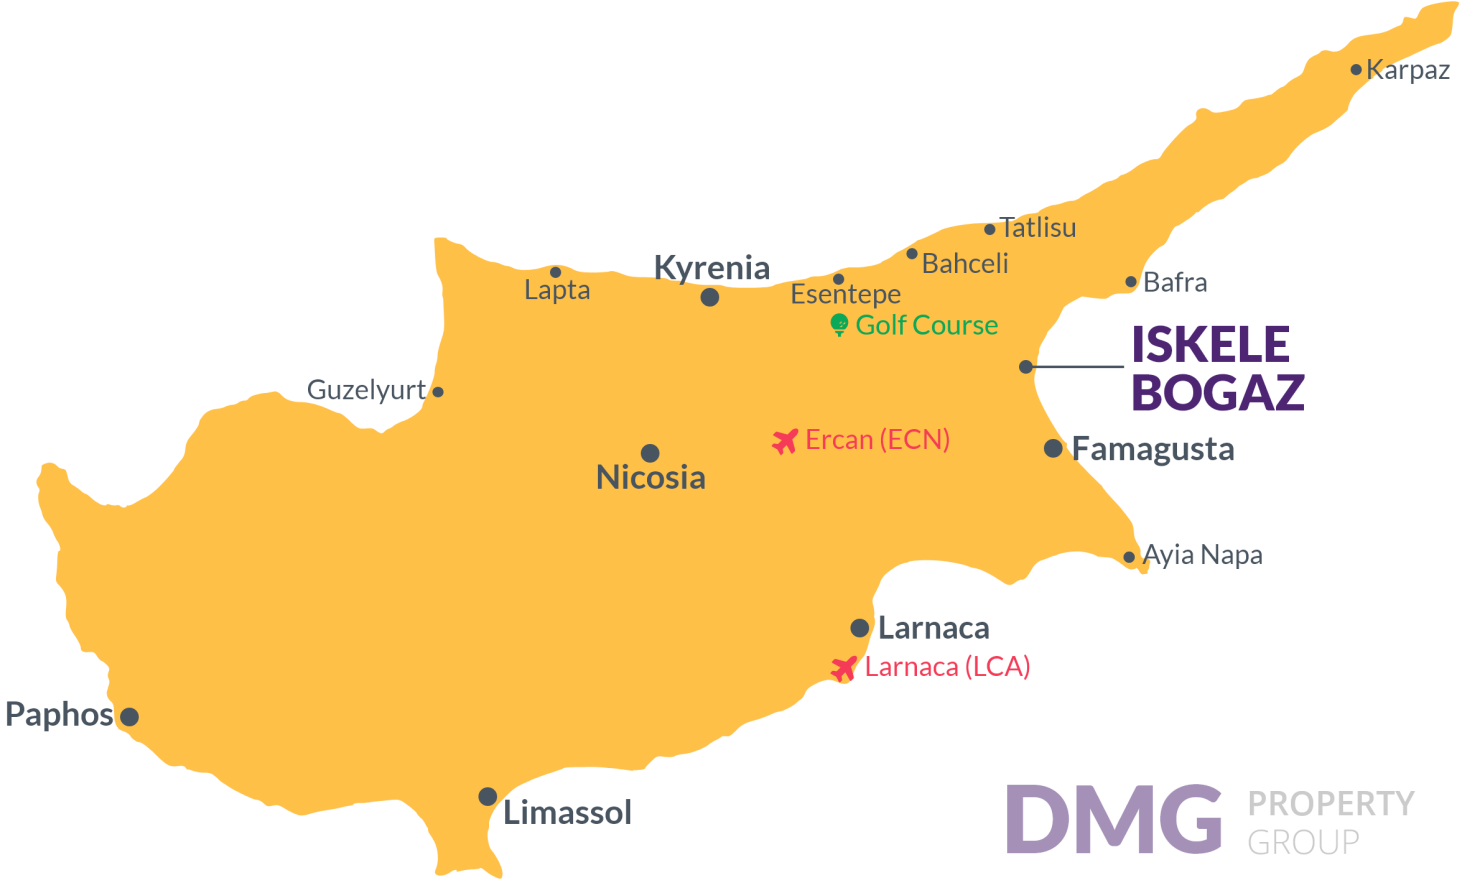 Karpaz
Tatlisu
Kyrenia
Bahceli
Lapta
Esentepe
Bafra
Golf Course
ISKELE
BOGAZ
Guzelyurt
Ercan (ECN)
Famagusta
Nicosia
Ayia Napa
Larnaca
Larnaca (LCA)
Paphos
Limassol
DMG PROPERTY
GROUP